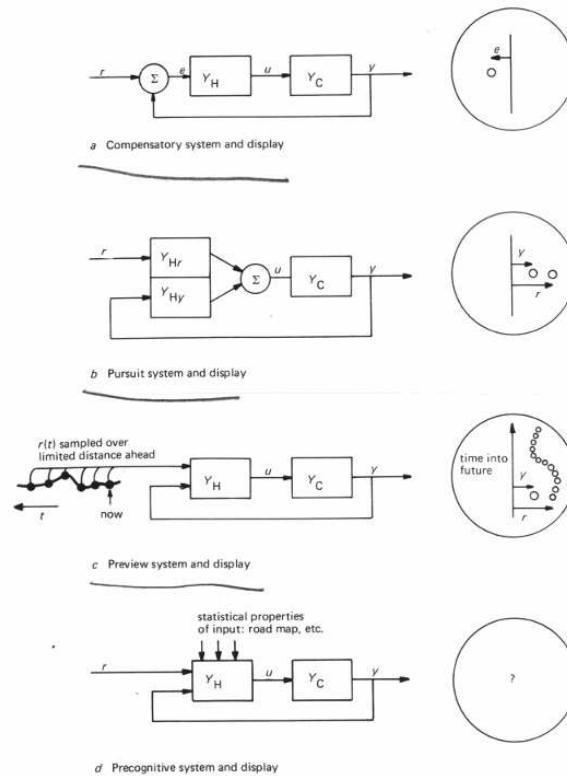 r
Σ
e
Y_H
u
Y_C
y
e
a Compensatory system and display
r
Y_Hr
Y_Hy
Σ
u
Y_C
y
y
r
b Pursuit system and display
r(t) sampled over
limited distance ahead
t
now
Y_H
u
Y_C
y
time into
future
y
r
c Preview system and display
statistical properties
of input: road map, etc.
r
Y_H
u
Y_C
y
?
d Precognitive system and display